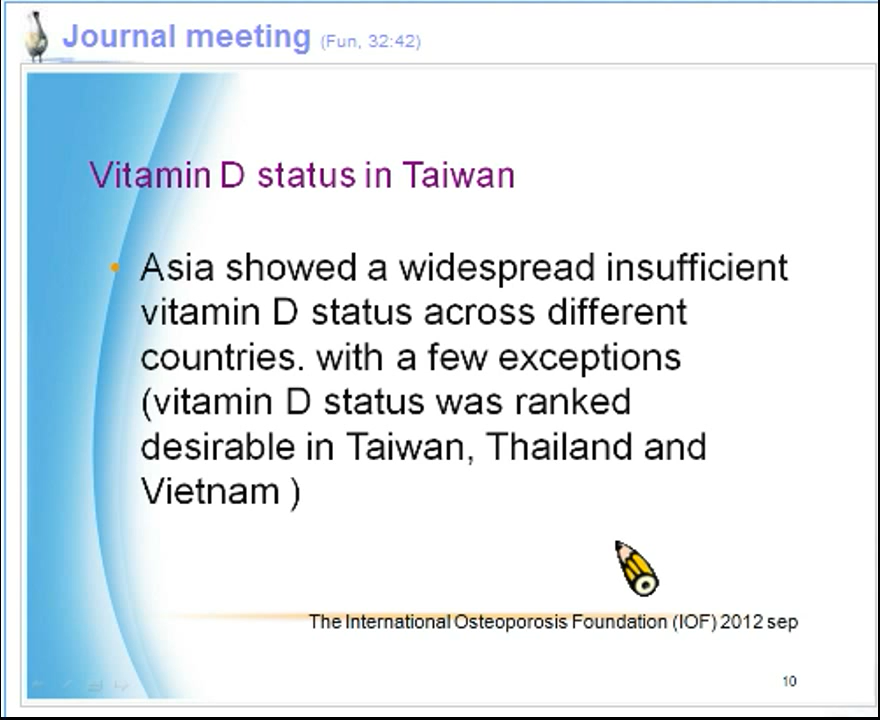 Journal meeting (Fun, 32:42)
Vitamin D status in Taiwan
• Asia showed a widespread insufficient
vitamin D status across different
countries. with a few exceptions
(vitamin D status was ranked
desirable in Taiwan, Thailand and
Vietnam )
The International Osteoporosis Foundation (IOF) 2012 sep
10